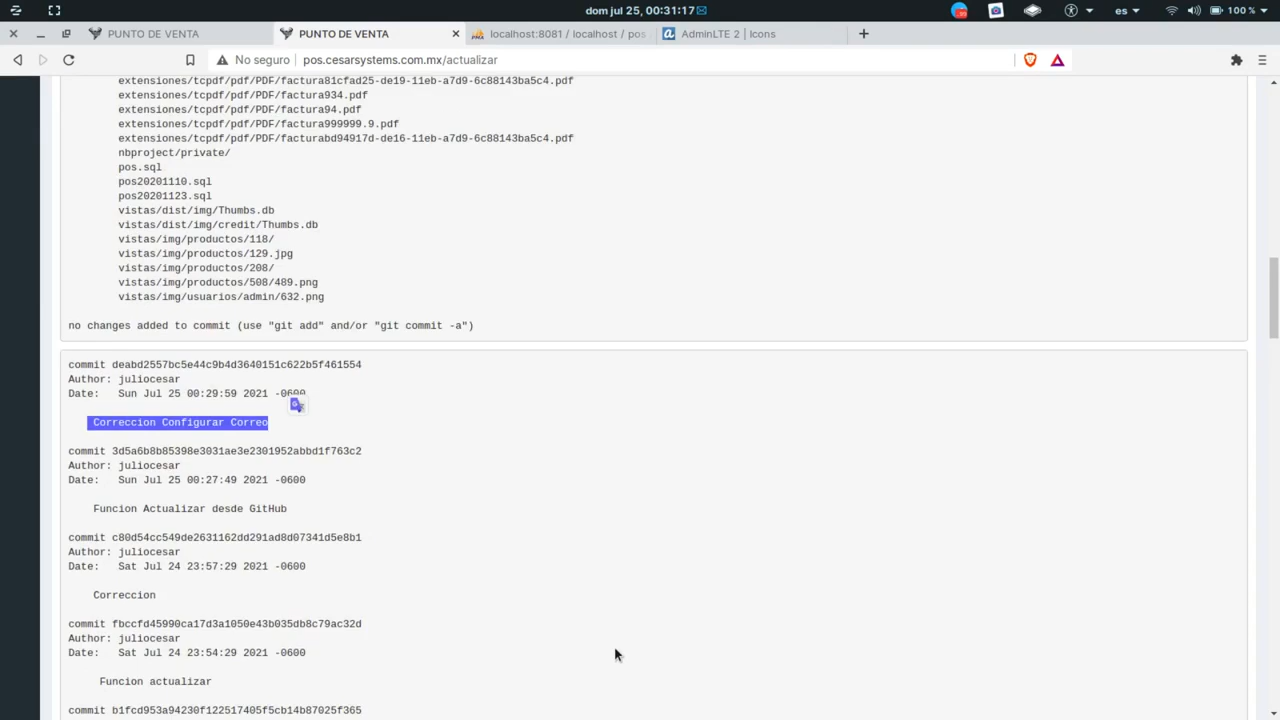 dom jul 25, 00:31:17
es
100 %
PUNTO DE VENTA
PUNTO DE VENTA
localhost:8081 / localhost / pos
AdminLTE 2 | Icons
No seguro
pos.cesarsystems.com.mx/actualizar
extensiones/tcpdf/pdf/PDF/factura81cfad25-de19-11eb-a7d9-6c88143ba5c4.pdf
extensiones/tcpdf/pdf/PDF/factura934.pdf
extensiones/tcpdf/pdf/PDF/factura94.pdf
extensiones/tcpdf/pdf/PDF/factura999999.9.pdf
extensiones/tcpdf/pdf/PDF/facturabd94917d-de16-11eb-a7d9-6c88143ba5c4.pdf
nbproject/private/
pos.sql
pos20201110.sql
pos20201123.sql
vistas/dist/img/Thumbs.db
vistas/dist/img/credit/Thumbs.db
vistas/img/productos/118/
vistas/img/productos/129.jpg
vistas/img/productos/208/
vistas/img/productos/508/489.png
vistas/img/usuarios/admin/632.png
no changes added to commit (use "git add" and/or "git commit -a")
commit deabd2557bc5e44c9b4d3640151c622b5f461554
Author: juliocesar
Date:   Sun Jul 25 00:29:59 2021 -0600
Correccion Configurar Correo
commit 3d5a6b8b85398e3031ae3e2301952abbd1f763c2
Author: juliocesar
Date:   Sun Jul 25 00:27:49 2021 -0600
Funcion Actualizar desde GitHub
commit c80d54cc549de2631162dd291ad8d07341d5e8b1
Author: juliocesar
Date:   Sat Jul 24 23:57:29 2021 -0600
Correccion
commit fbccfd45990ca17d3a1050e43b035db8c79ac32d
Author: juliocesar
Date:   Sat Jul 24 23:54:29 2021 -0600
Funcion actualizar
commit b1fcd953a94230f122517405f5cb14b87025f365